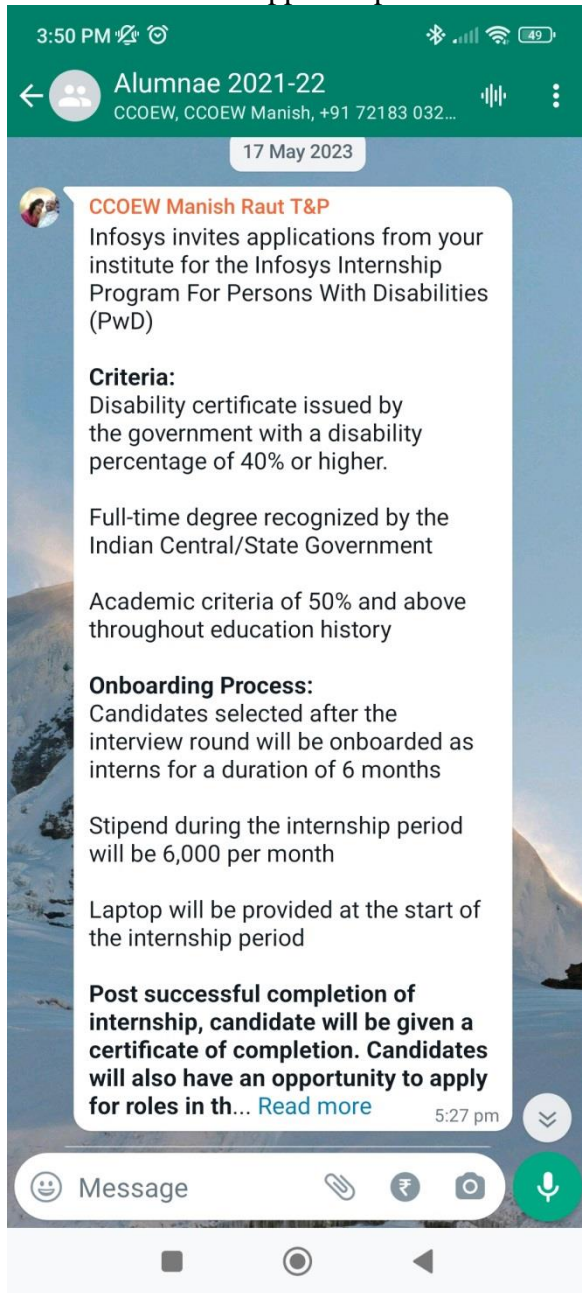 3:50 PM
49
Alumnae 2021-22
CCOEW, CCOEW Manish, +91 72183 032...
17 May 2023
CCOEW Manish Raut T&P
Infosys invites applications from your
institute for the Infosys Internship
Program For Persons With Disabilities
(PwD)
Criteria:
Disability certificate issued by
the government with a disability
percentage of 40% or higher.
Full-time degree recognized by the
Indian Central/State Government
Academic criteria of 50% and above
throughout education history
Onboarding Process:
Candidates selected after the
interview round will be onboarded as
interns for a duration of 6 months
Stipend during the internship period
will be 6,000 per month
Laptop will be provided at the start of
the internship period
Post successful completion of
internship, candidate will be given a
certificate of completion. Candidates
will also have an opportunity to apply
for roles in th... Read more
5:27 pm
Message
₹